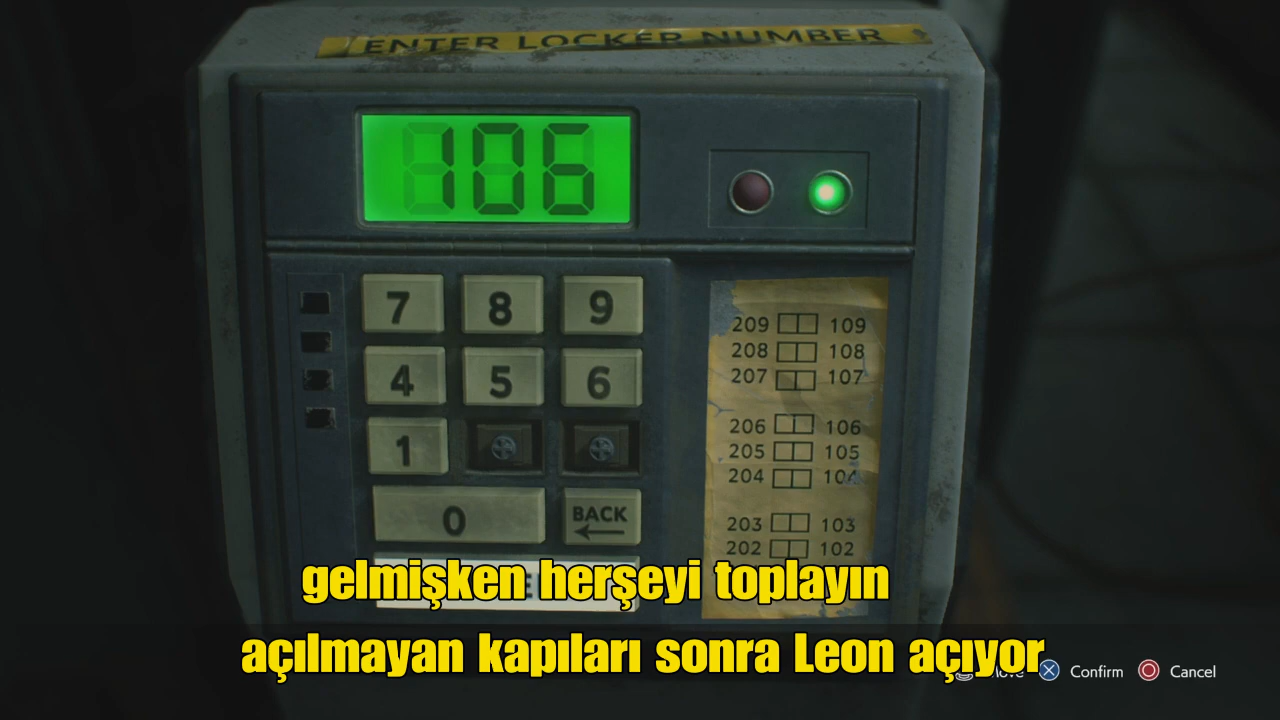 ENTER LOCKER NUMBER
106
7 8 9
4 5 6
1
0 BACK
209 109
208 108
207 107
206 106
205 105
204 104
203 103
202 102
gelmişken herşeyi toplayın
açılmayan kapıları sonra Leon açıyor
Confirm Cancel